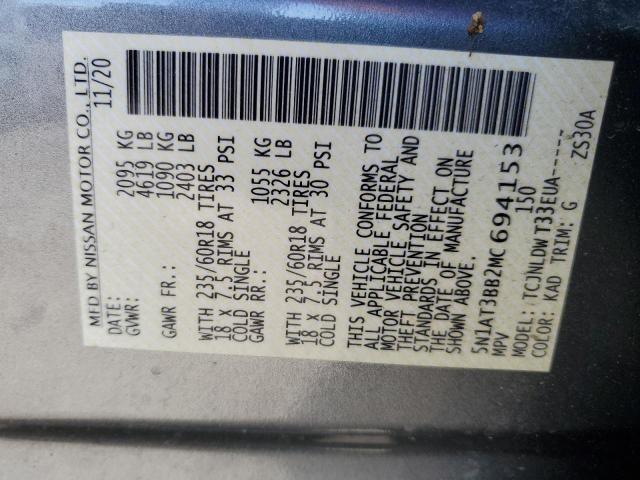 MFD BY NISSAN MOTOR CO., LTD.
DATE: 11/20
GVWR: 2095 KG
4619 LB
GAWR FR.: 1090 KG
2403 LB
WITH 235/60R18 TIRES
18 X 7.5 RIMS AT 33 PSI
COLD SINGLE
GAWR RR.: 1055 KG
2326 LB
WITH 235/60R18 TIRES
18 X 7.5 RIMS AT 30 PSI
COLD SINGLE
THIS VEHICLE CONFORMS TO
ALL APPLICABLE FEDERAL
MOTOR VEHICLE SAFETY AND
THEFT PREVENTION
STANDARDS IN EFFECT ON
THE DATE OF MANUFACTURE
SHOWN ABOVE.
5N1AT3BB2MC694153
MPV 150
MODEL: TCJNLDW T33EUA-----
COLOR: KAD TRIM: G ZS30A